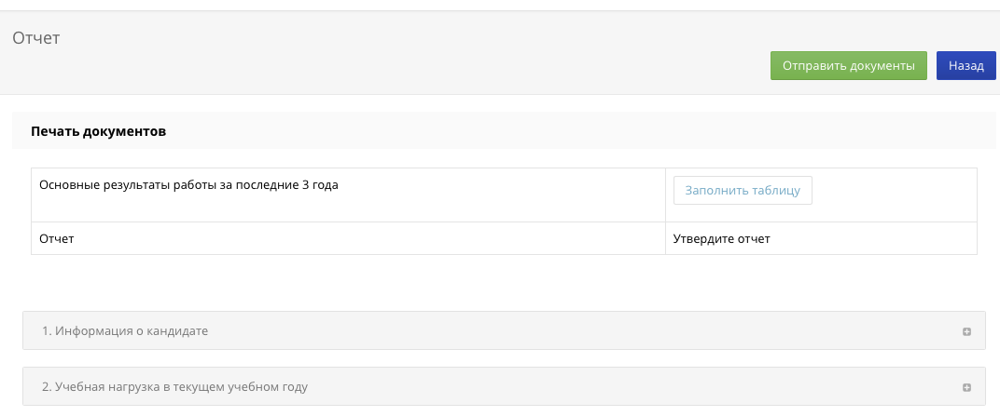 Отчет
Отправить документы Назад
Печать документов
Основные результаты работы за последние 3 года Заполнить таблицу
Отчет Утвердите отчет
1. Информация о кандидате
2. Учебная нагрузка в текущем учебном году